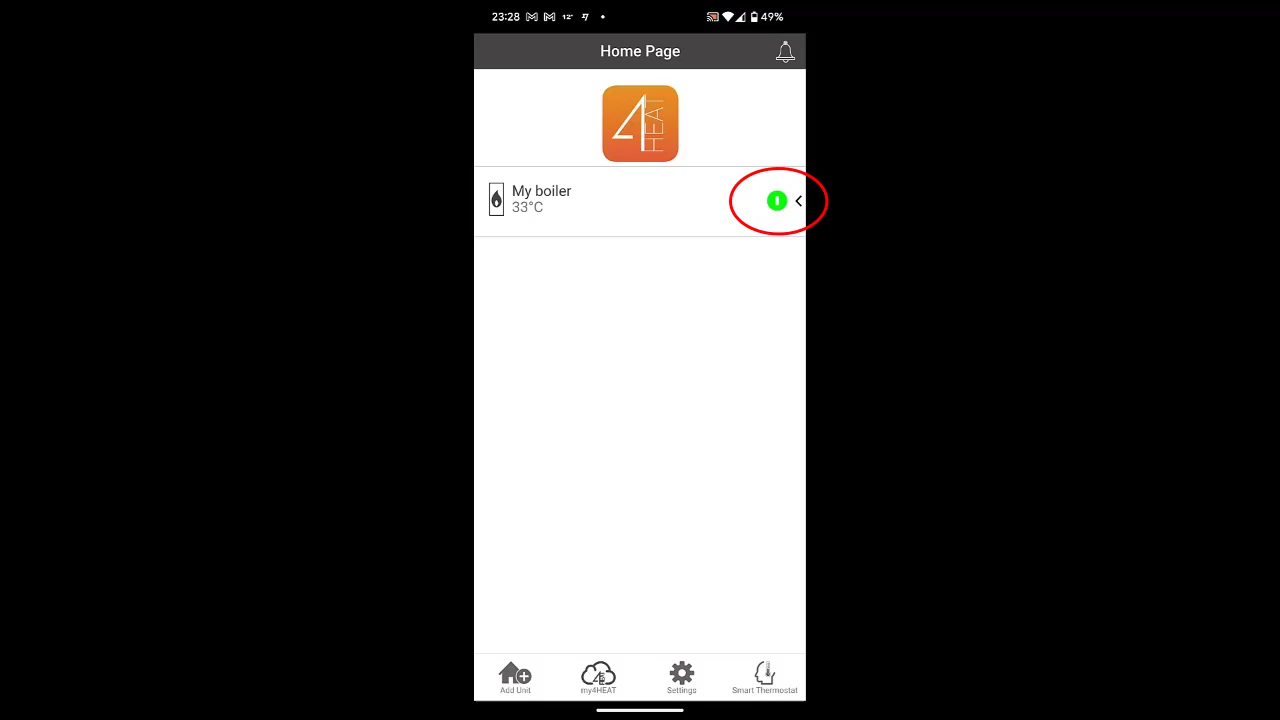 23:28 12° 49%
Home Page
4HEAT
My boiler
33°C
Add Unit my4HEAT Settings Smart Thermostat